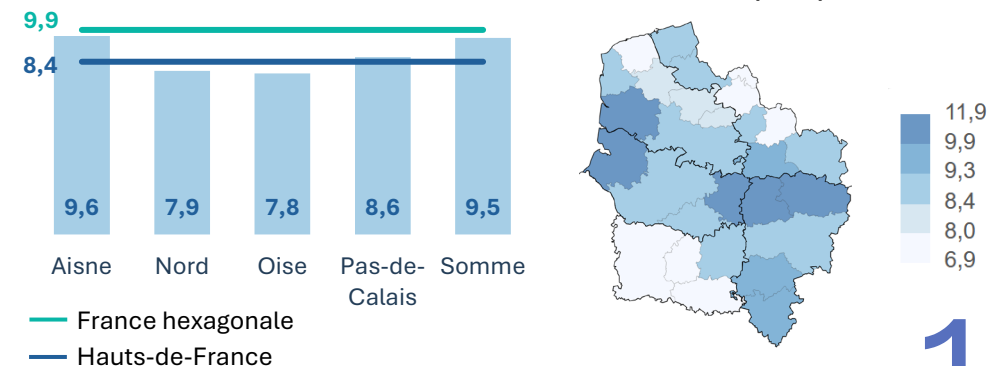 9,9
8,4
9,6 7,9 7,8 8,6 9,5
Aisne Nord Oise Pas-de- Somme
Calais
France hexagonale
Hauts-de-France
11,9
9,9
9,3
8,4
8,0
6,9
1